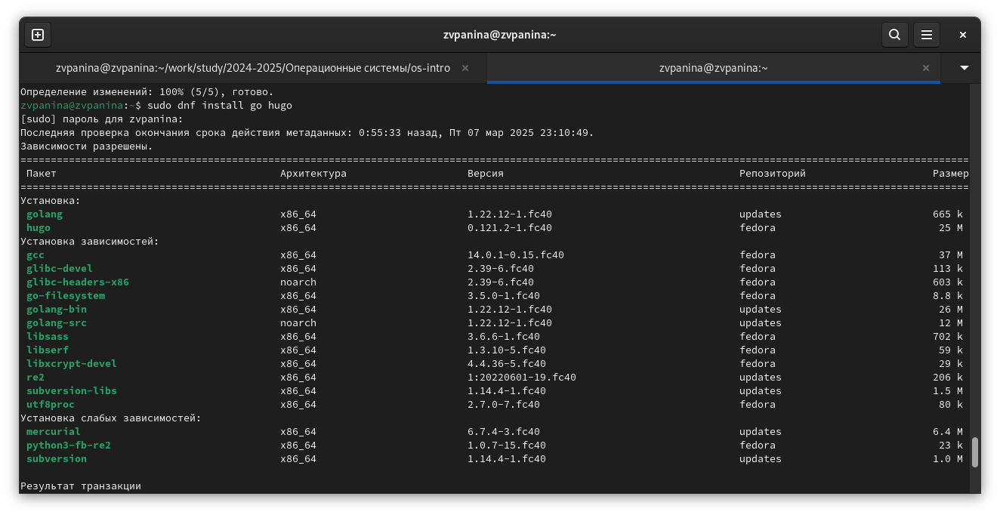 zvpanina@zvpanina:~
zvpanina@zvpanina:~/work/study/2024-2025/Операционные системы/os-intro × zvpanina@zvpanina:~ ×
Определение изменений: 100% (5/5), готово.
zvpanina@zvpanina:~$ sudo dnf install go hugo
[sudo] пароль для zvpanina:
Последняя проверка окончания срока действия метаданных: 0:55:33 назад, Пт 07 мар 2025 23:10:49.
Зависимости разрешены.
Пакет Архитектура Версия Репозиторий Размер
Установка:
golang x86_64 1.22.12-1.fc40 updates 665 k
hugo x86_64 0.121.2-1.fc40 fedora 25 M
Установка зависимостей:
gcc x86_64 14.0.1-0.15.fc40 fedora 37 M
glibc-devel x86_64 2.39-6.fc40 fedora 113 k
glibc-headers-x86 noarch 2.39-6.fc40 fedora 603 k
go-filesystem x86_64 3.5.0-1.fc40 fedora 8.8 k
golang-bin x86_64 1.22.12-1.fc40 updates 26 M
golang-src noarch 1.22.12-1.fc40 updates 12 M
libsass x86_64 3.6.6-1.fc40 fedora 702 k
libserf x86_64 1.3.10-5.fc40 fedora 59 k
libxcrypt-devel x86_64 4.4.36-5.fc40 fedora 29 k
re2 x86_64 1:20220601-19.fc40 updates 206 k
subversion-libs x86_64 1.14.4-1.fc40 updates 1.5 M
utf8proc x86_64 2.7.0-7.fc40 fedora 80 k
Установка слабых зависимостей:
mercurial x86_64 6.7.4-3.fc40 updates 6.4 M
python3-fb-re2 x86_64 1.0.7-15.fc40 fedora 23 k
subversion x86_64 1.14.4-1.fc40 updates 1.0 M
Результат транзакции